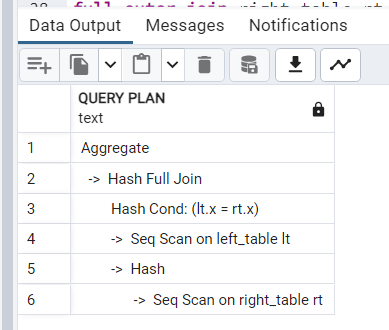 full outer join right_table rt
Data Output Messages Notifications
QUERY PLAN
text
1 Aggregate
2 -> Hash Full Join
3 Hash Cond: (lt.x = rt.x)
4 -> Seq Scan on left_table lt
5 -> Hash
6 -> Seq Scan on right_table rt